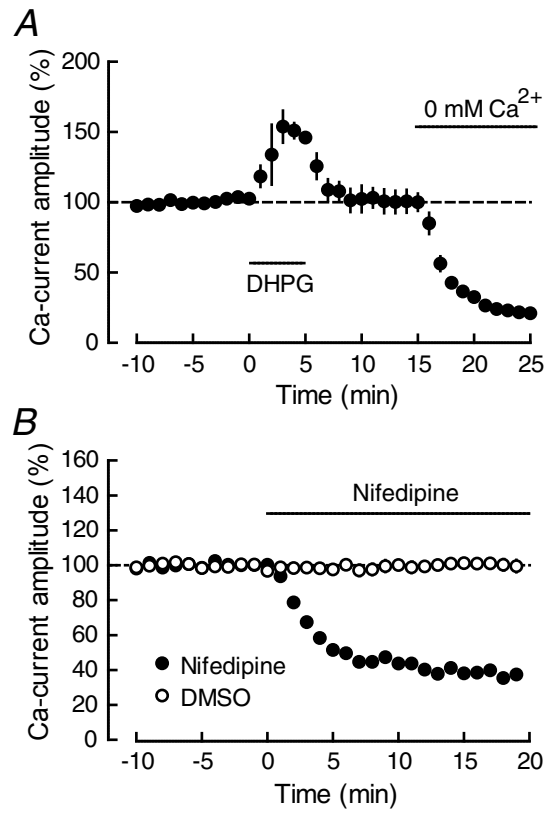 A
Ca-current amplitude (%)
200
150
100
50
0
0 mM Ca²⁺
DHPG
-10 -5 0 5 10 15 20 25
Time (min)
B
Ca-current amplitude (%)
160
140
120
100
80
60
40
20
0
Nifedipine
Nifedipine
DMSO
-10 -5 0 5 10 15 20
Time (min)